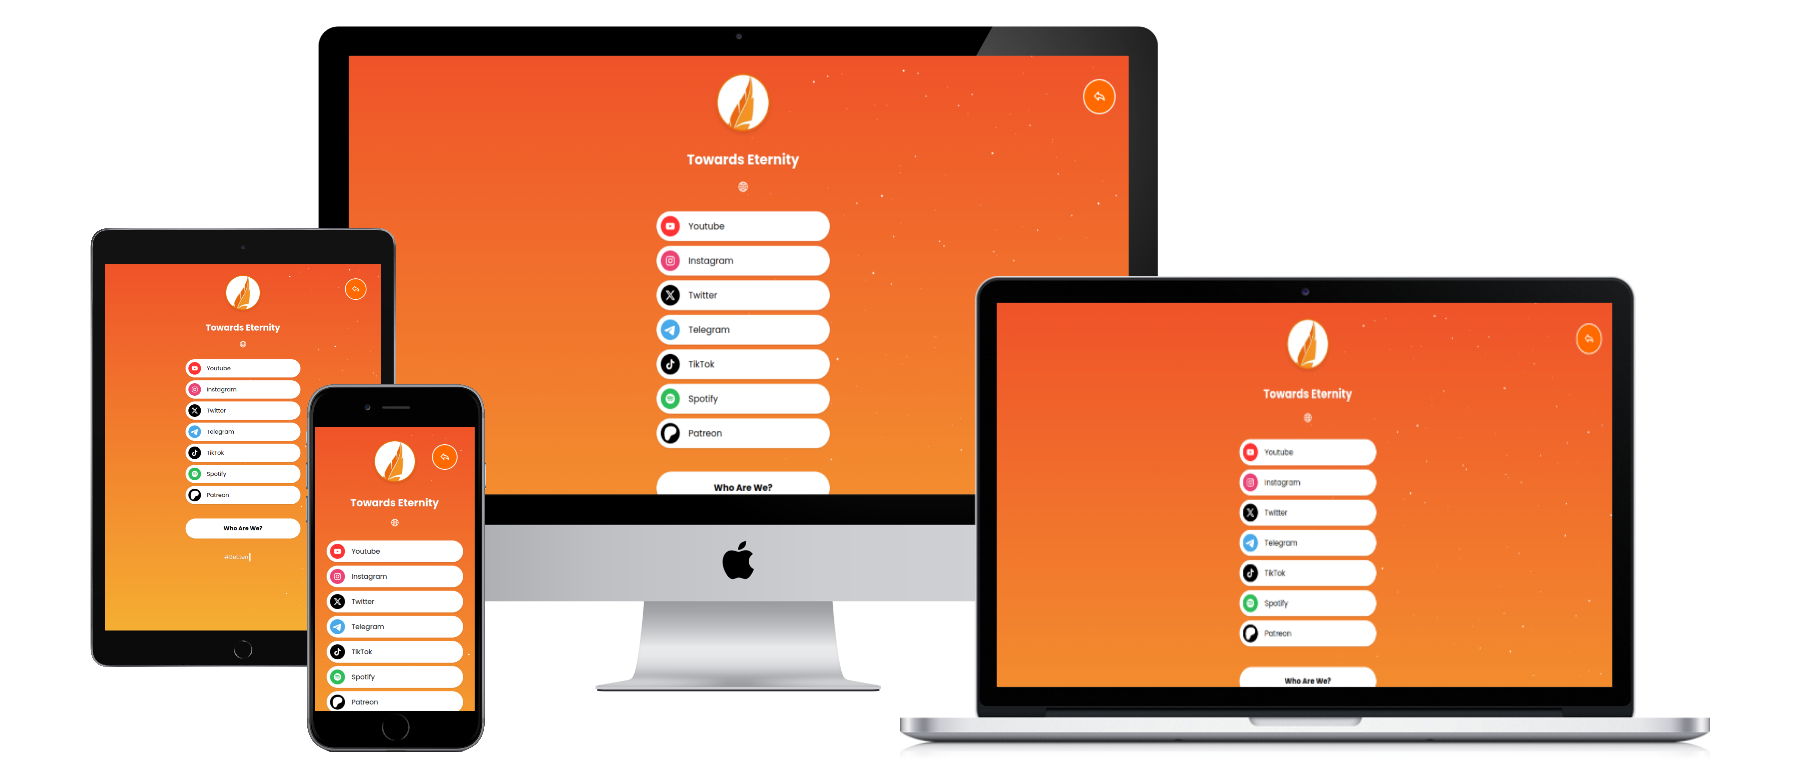 Towards Eternity
Youtube
Instagram
Twitter
Telegram
TikTok
Spotify
Patreon
Who Are We?
Towards Eternity
Youtube
Instagram
Twitter
Telegram
TikTok
Spotify
Patreon
Who Are We?
Towards Eternity
Youtube
Instagram
Twitter
Telegram
TikTok
Spotify
Patreon
Towards Eternity
Youtube
Instagram
Twitter
Telegram
TikTok
Spotify
Patreon
Who Are We?